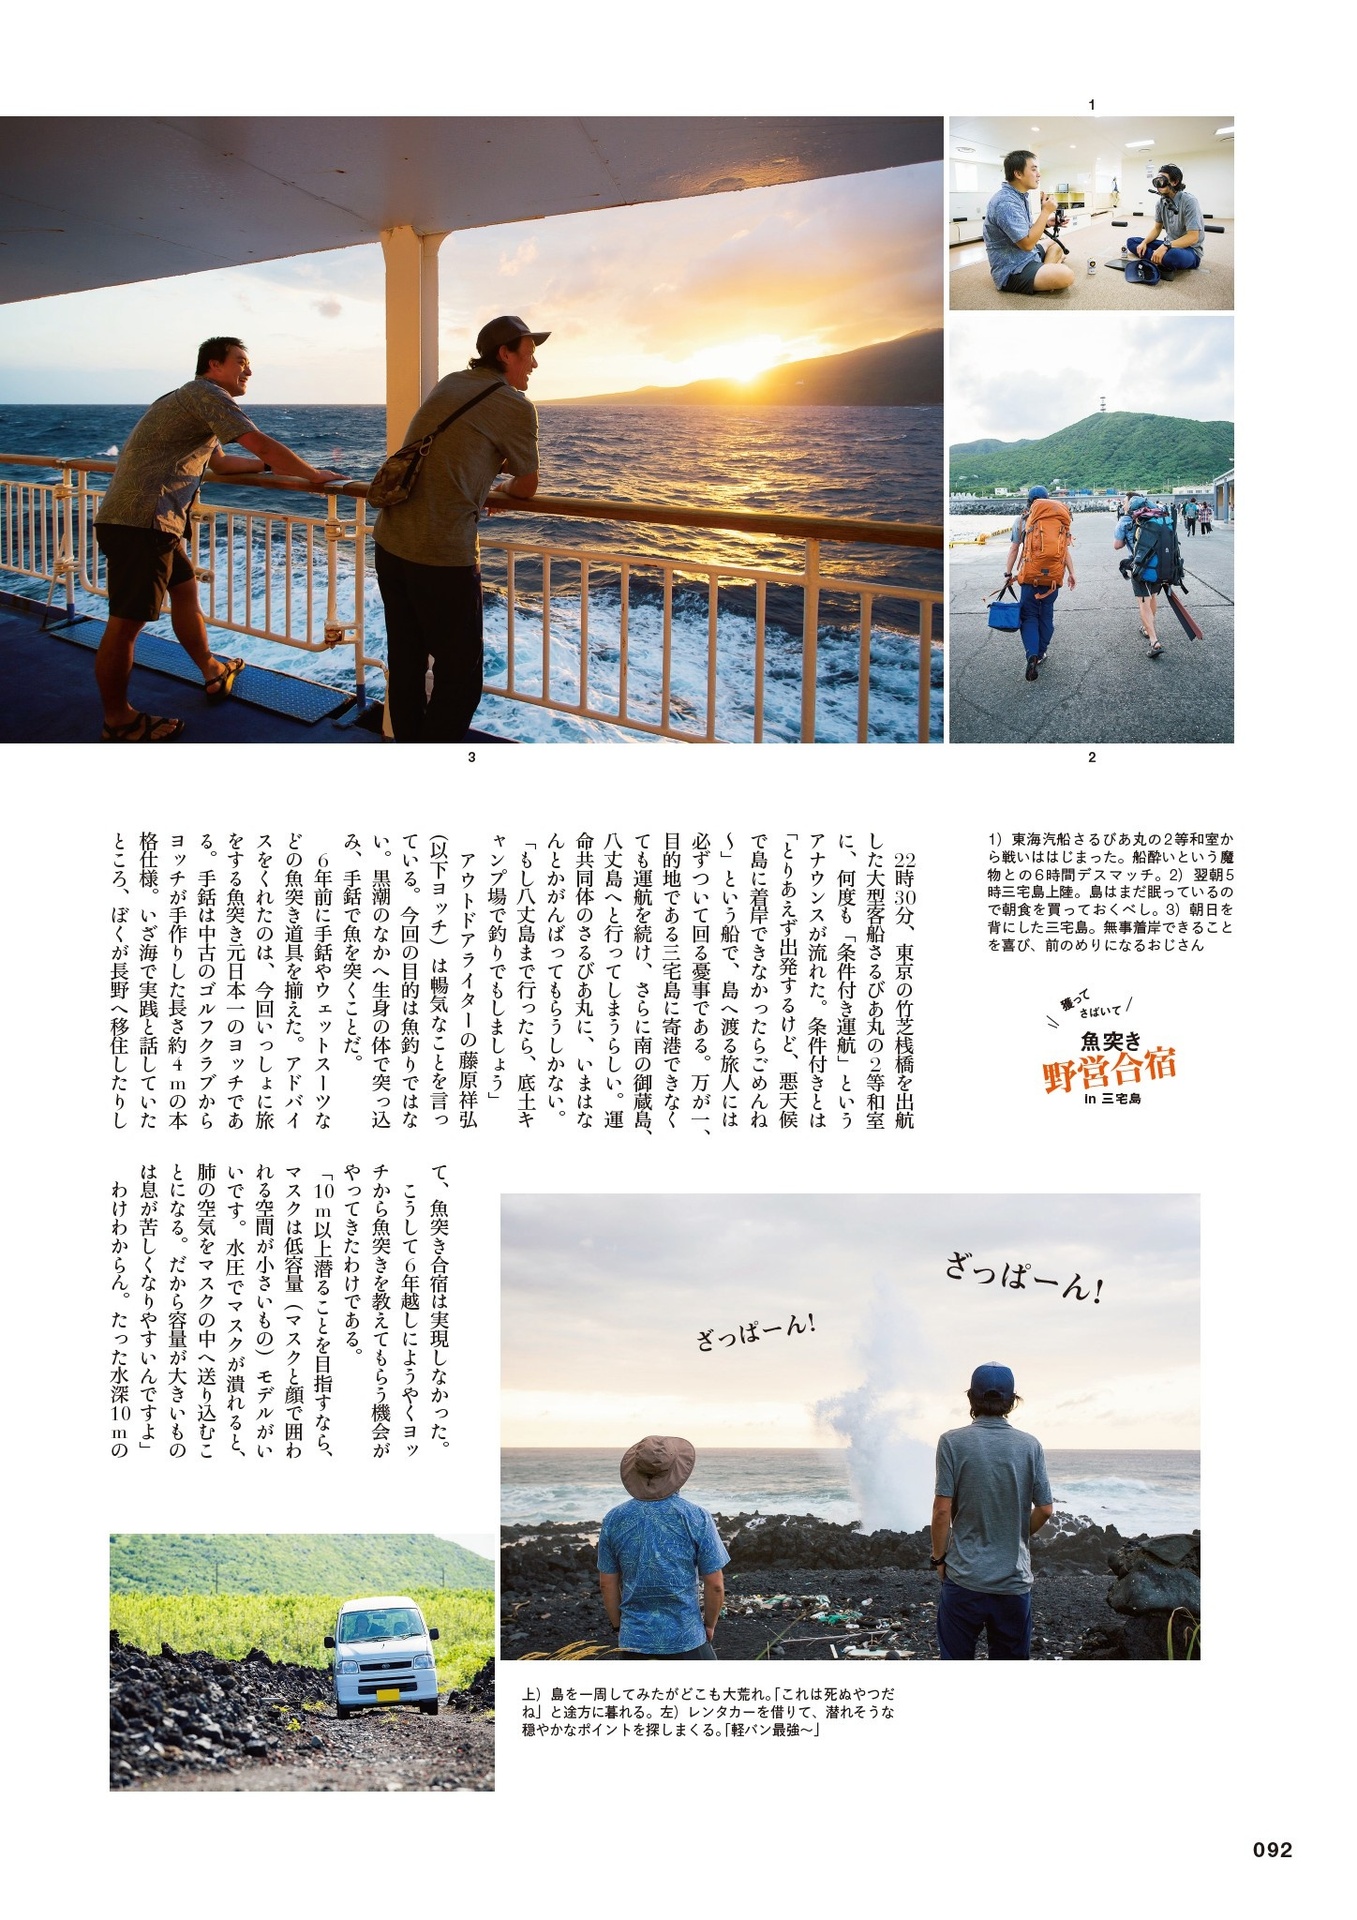 1
3
2
1）東海汽船さるびあ丸の2等和室か
ら戦いははじまった。船酔いという魔
物との6時間デスマッチ。2）翌朝5
時三宅島上陸。島はまだ眠っているの
で朝食を買っておくべし。3）朝日を
背にした三宅島。無事着岸できること
を喜び、前のめりになるおじさん
獲って
さばいて
魚突き
野営合宿
in 三宅島
22時30分、東京の竹芝桟橋を出航
した大型客船さるびあ丸の2等和室
に、何度も「条件付き運航」という
アナウンスが流れた。条件付きとは
「とりあえず出発するけど、悪天候
で島に着岸できなかったらごめんね
〜」という船で、島へ渡る旅人には
必ずついて回る憂事である。万が一、
目的地である三宅島に寄港できなく
ても運航を続け、さらに南の御蔵島、
八丈島へと行ってしまうらしい。運
命共同体のさるびあ丸に、いまはな
んとかがんばってもらうしかない。
「もし八丈島まで行ったら、底土キ
ャンプ場で釣りでもしましょう」
アウトドアライターの藤原祥弘
（以下ヨッチ）は暢気なことを言っ
ている。今回の目的は魚釣りではな
い。黒潮のなかへ生身の体で突っ込
み、手銛で魚を突くことだ。
6年前に手銛やウェットスーツな
どの魚突き道具を揃えた。アドバイ
スをくれたのは、今回いっしょに旅
をする魚突き元日本一のヨッチであ
る。手銛は中古のゴルフクラブから
ヨッチが手作りした長さ約4mの本
格仕様。いざ海で実践と話していた
ところ、ぼくが長野へ移住したりし
て、魚突き合宿は実現しなかった。
こうして6年越しにようやくヨッ
チから魚突きを教えてもらう機会が
やってきたわけである。
「10m以上潜ることを目指すなら、
マスクは低容量（マスクと顔で囲わ
れる空間が小さいもの）モデルがい
いです。水圧でマスクが潰れると、
肺の空気をマスクの中へ送り込むこ
とになる。だから容量が大きいもの
は息が苦しくなりやすいんですよ」
わけわからん。たった水深10mの
ざっぱーん!
ざっぱーん!
上）島を一周してみたがどこも大荒れ。「これは死ぬやつだ
ね」と途方に暮れる。左）レンタカーを借りて、潜れそうな
穏やかなポイントを探しまくる。「軽バン最強〜」
092